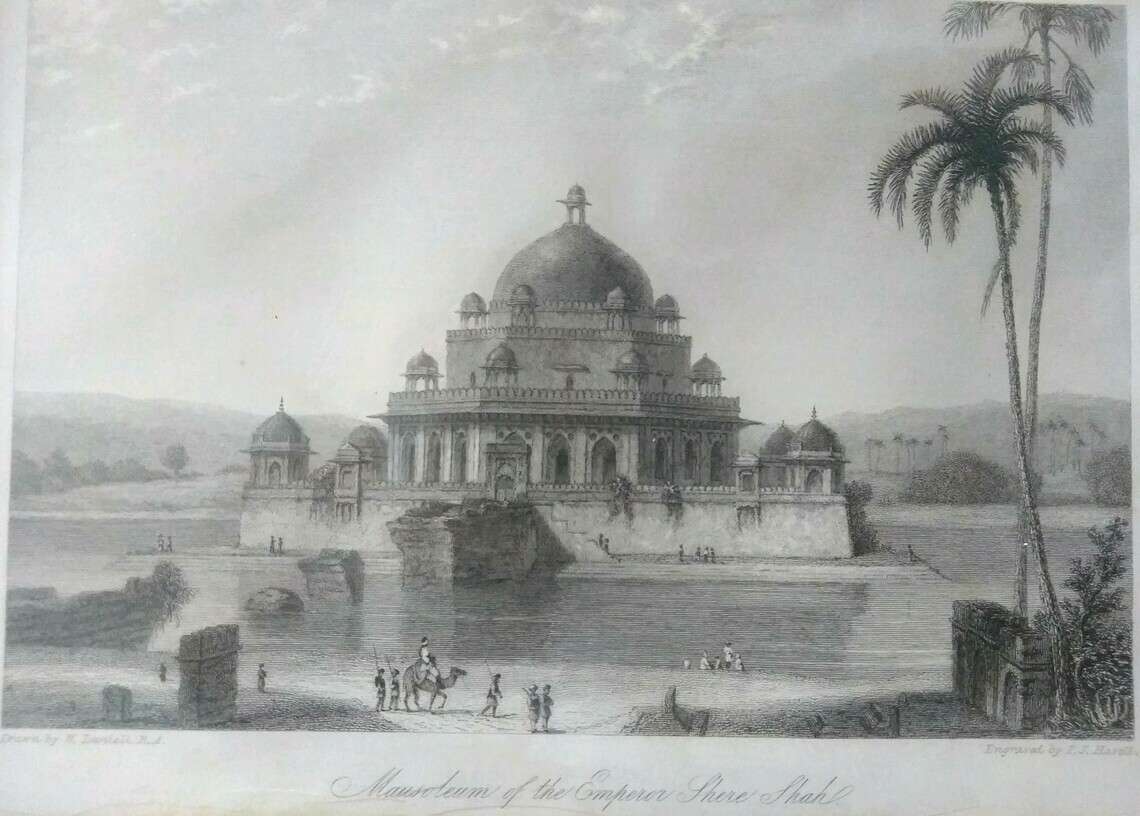 Drawn by W. Daniell R.A.
Engraved by
Mausoleum of the Emperor Shere Shah.